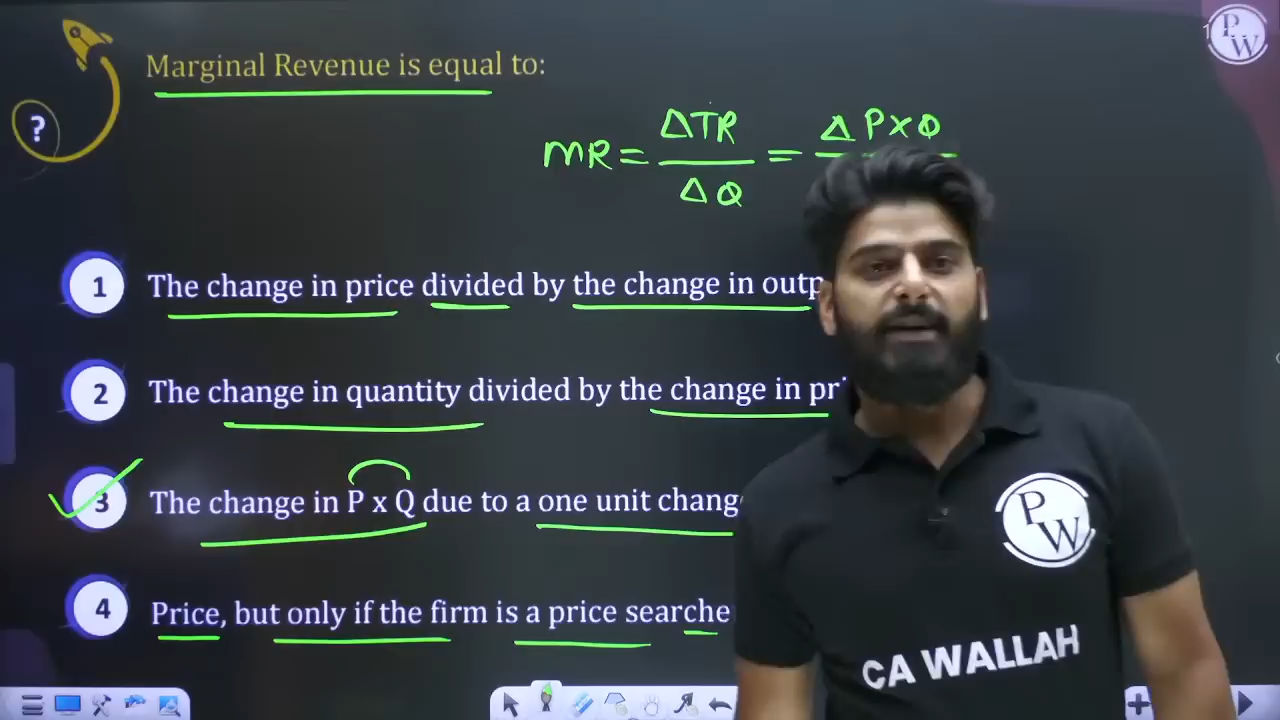 PW
Marginal Revenue is equal to:
?
MR = ΔTR / ΔQ = Δ P×Q
1 The change in price divided by the change in outp
2 The change in quantity divided by the change in pri
3 The change in P x Q due to a one unit change
4 Price, but only if the firm is a price searche
PW
CA WALLAH